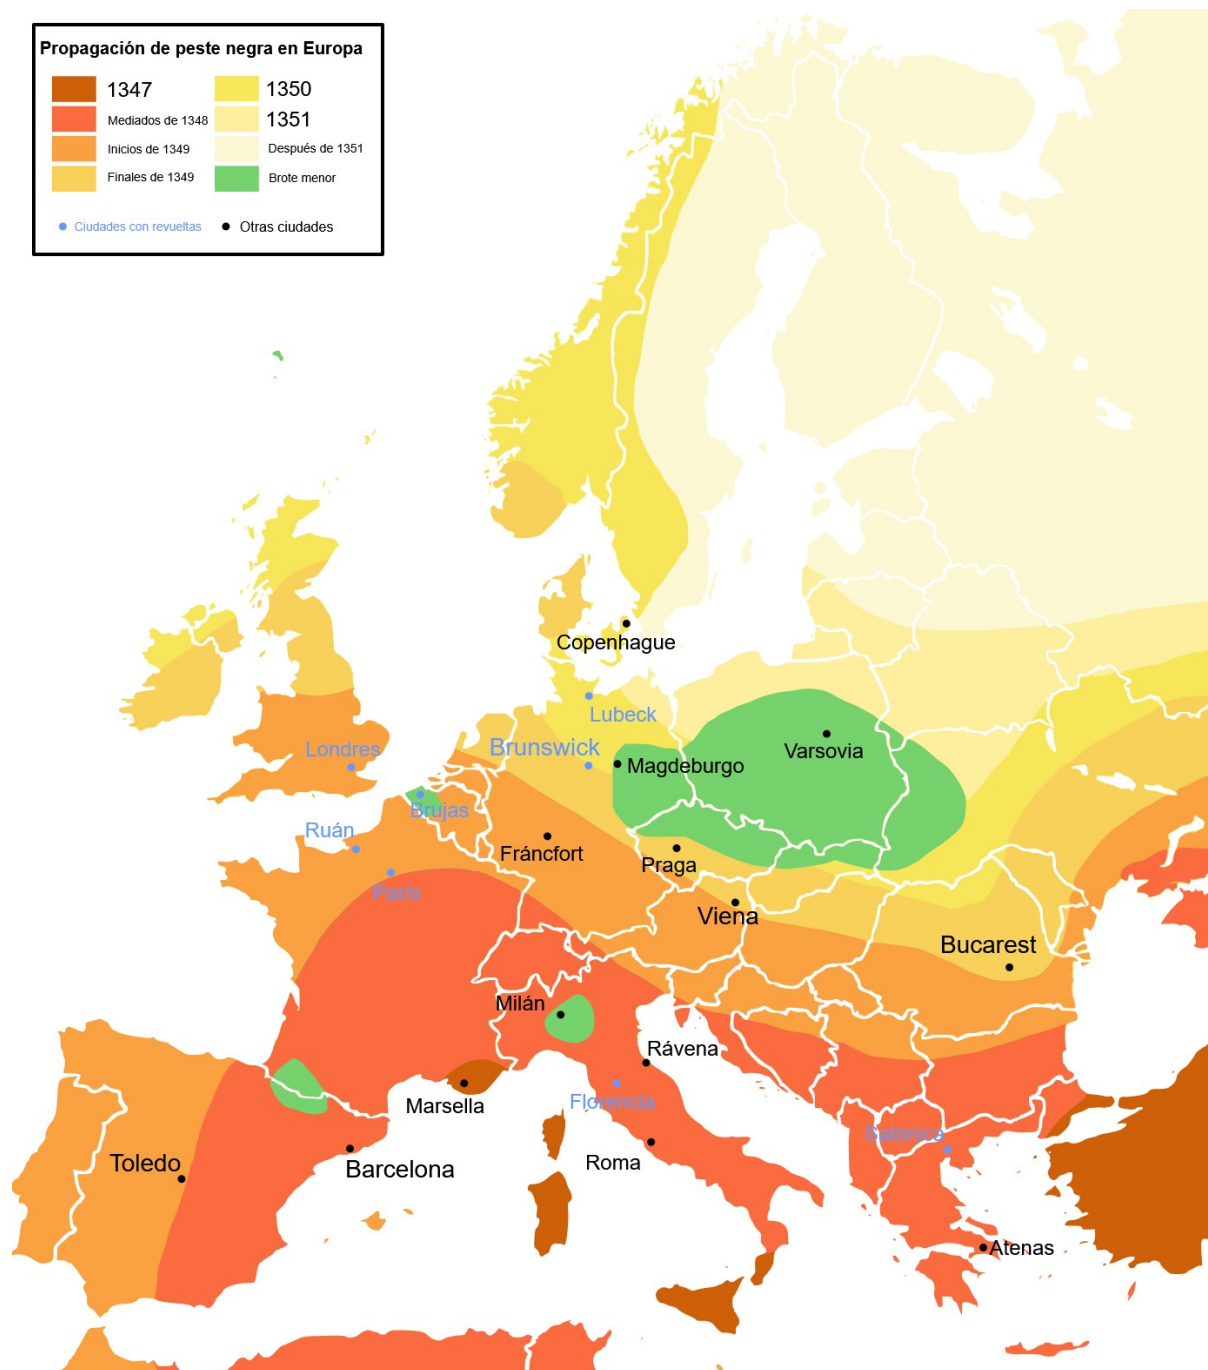 Propagación de peste negra en Europa
1347
1350
Mediados de 1348
1351
Inicios de 1349
Después de 1351
Finales de 1349
Brote menor
Ciudades con revueltas
Otras ciudades
Copenhague
Lubeck
Brunswick
Varsovia
Londres
Magdeburgo
Brujas
Ruán
Fráncfort
Praga
París
Viena
Bucarest
Milán
Rávena
Marsella
Florencia
Salónica
Toledo
Barcelona
Roma
Atenas